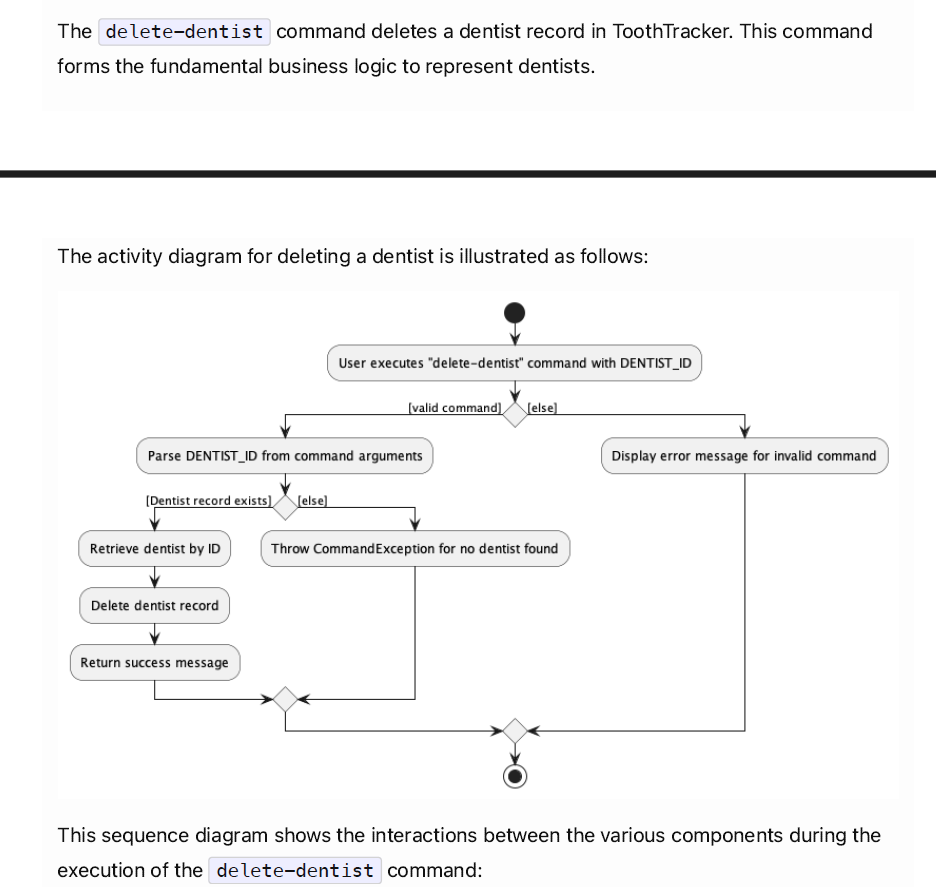 The delete-dentist command deletes a dentist record in ToothTracker. This command
forms the fundamental business logic to represent dentists.
The activity diagram for deleting a dentist is illustrated as follows:
User executes "delete-dentist" command with DENTIST_ID
[valid command]
[else]
Parse DENTIST_ID from command arguments
Display error message for invalid command
[Dentist record exists]
[else]
Retrieve dentist by ID
Throw CommandException for no dentist found
Delete dentist record
Return success message
This sequence diagram shows the interactions between the various components during the
execution of the delete-dentist command: